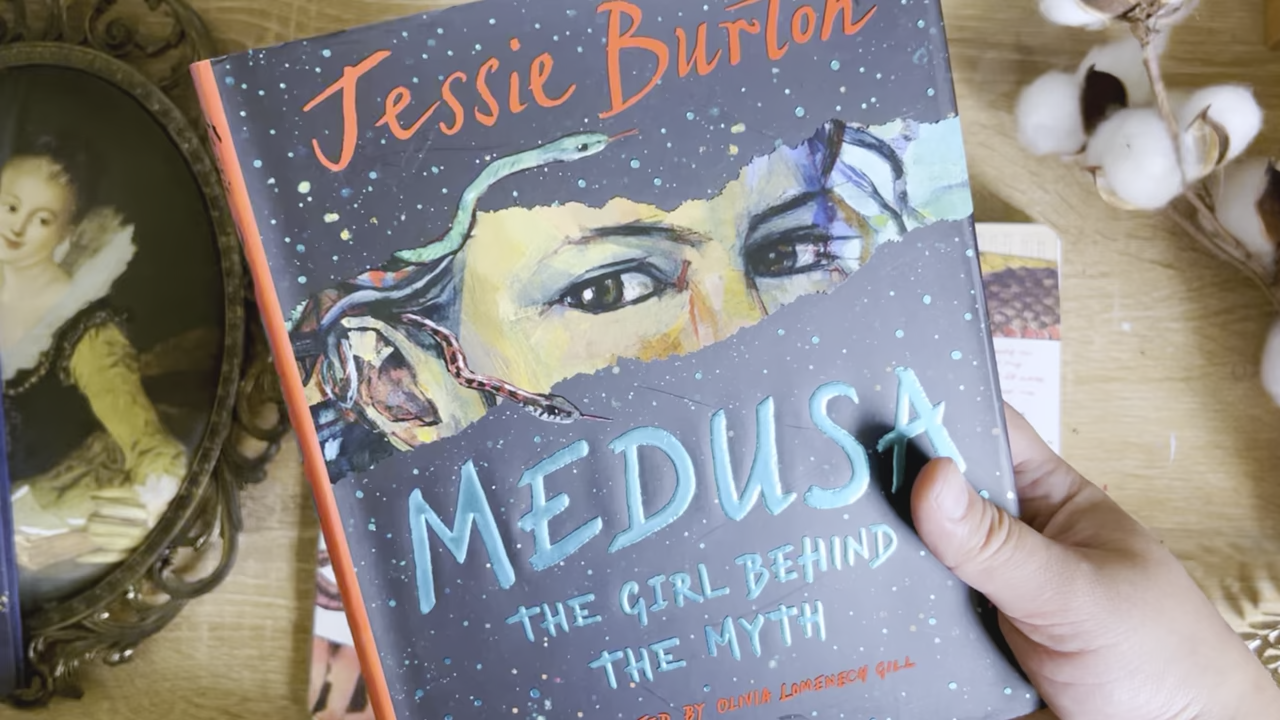 Jessie Burton
MEDUSA
THE GIRL BEHIND
THE MYTH
BY OLIVIA LOMENECH GILL